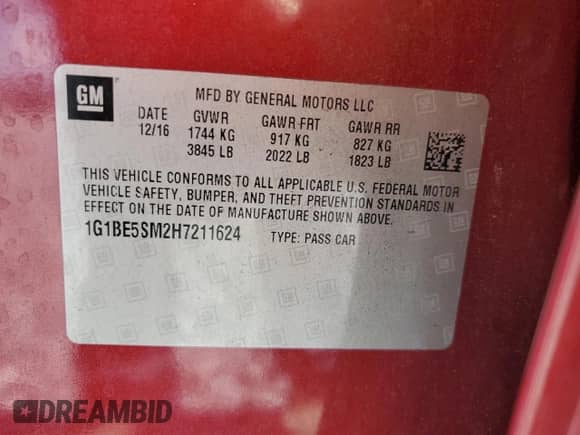 GM
MFD BY GENERAL MOTORS LLC
DATE GVWR GAWR FRT GAWR RR
12/16 1744 KG 917 KG 827 KG
3845 LB 2022 LB 1823 LB
THIS VEHICLE CONFORMS TO ALL APPLICABLE U.S. FEDERAL MOTOR
VEHICLE SAFETY, BUMPER, AND THEFT PREVENTION STANDARDS IN
EFFECT ON THE DATE OF MANUFACTURE SHOWN ABOVE.
1G1BE5SM2H7211624 TYPE: PASS CAR
DREAMBID